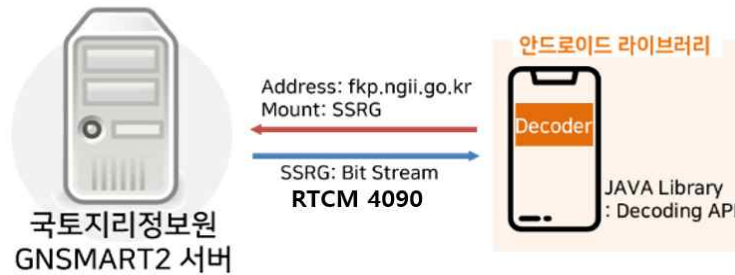 국토지리정보원
GNSMART2 서버
Address: fkp.ngii.go.kr
Mount: SSRG
SSRG: Bit Stream
RTCM 4090
안드로이드 라이브러리
Decoder
JAVA Library
: Decoding API